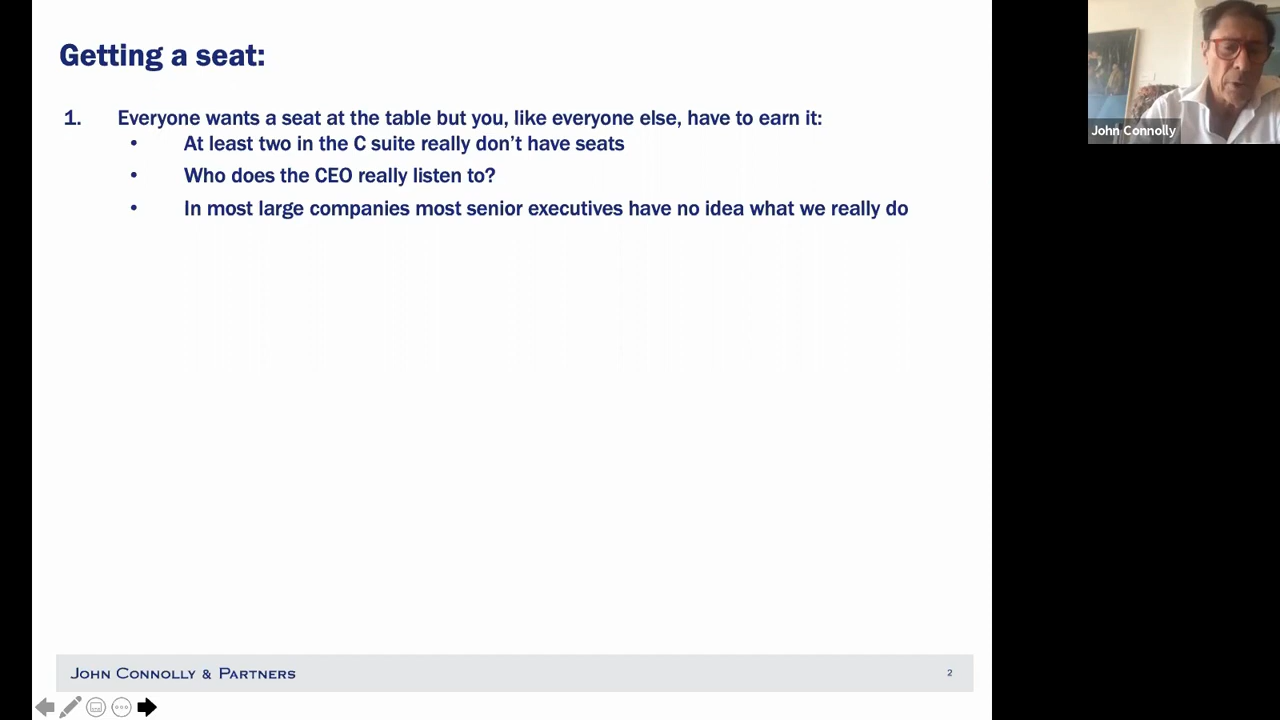 Getting a seat:
1. Everyone wants a seat at the table but you, like everyone else, have to earn it:
• At least two in the C suite really don’t have seats
• Who does the CEO really listen to?
• In most large companies most senior executives have no idea what we really do
John Connolly
JOHN CONNOLLY & PARTNERS
2